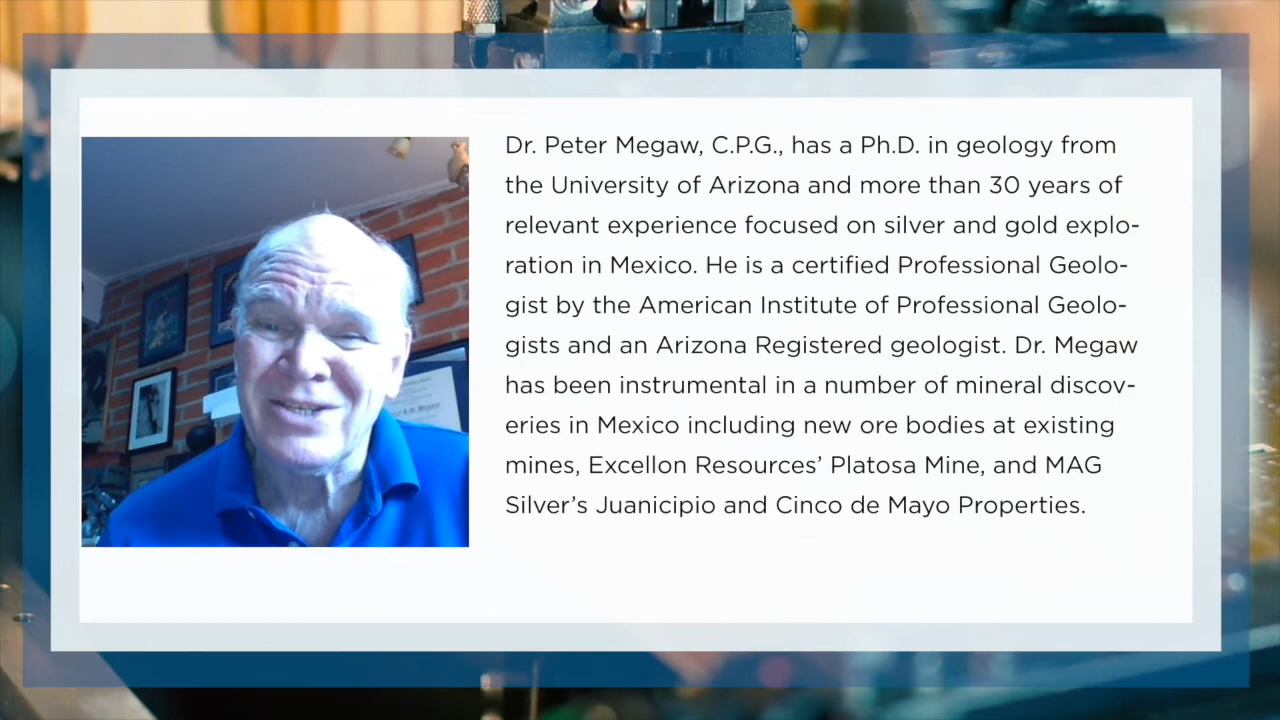 Dr. Peter Megaw, C.P.G., has a Ph.D. in geology from
the University of Arizona and more than 30 years of
relevant experience focused on silver and gold explo-
ration in Mexico. He is a certified Professional Geolo-
gist by the American Institute of Professional Geolo-
gists and an Arizona Registered geologist. Dr. Megaw
has been instrumental in a number of mineral discov-
eries in Mexico including new ore bodies at existing
mines, Excellon Resources’ Platosa Mine, and MAG
Silver’s Juanicipio and Cinco de Mayo Properties.